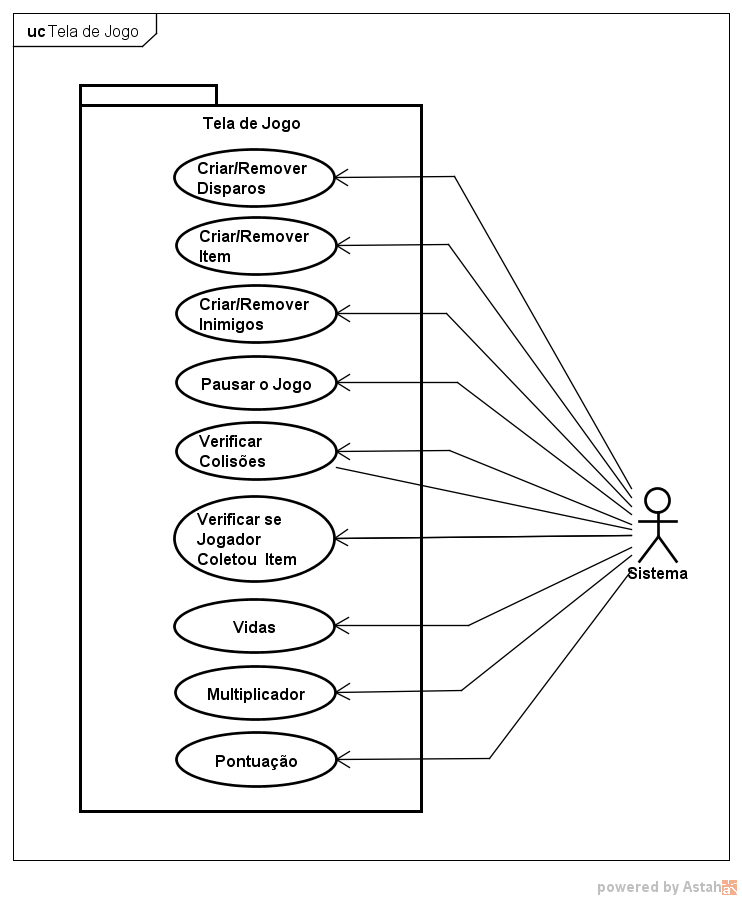 uc Tela de Jogo
Tela de Jogo
Criar/Remover
Disparos
Criar/Remover
Item
Criar/Remover
Inimigos
Pausar o Jogo
Verificar
Colisões
Verificar se
Jogador
Coletou Item
Sistema
Vidas
Multiplicador
Pontuação
powered by Astah